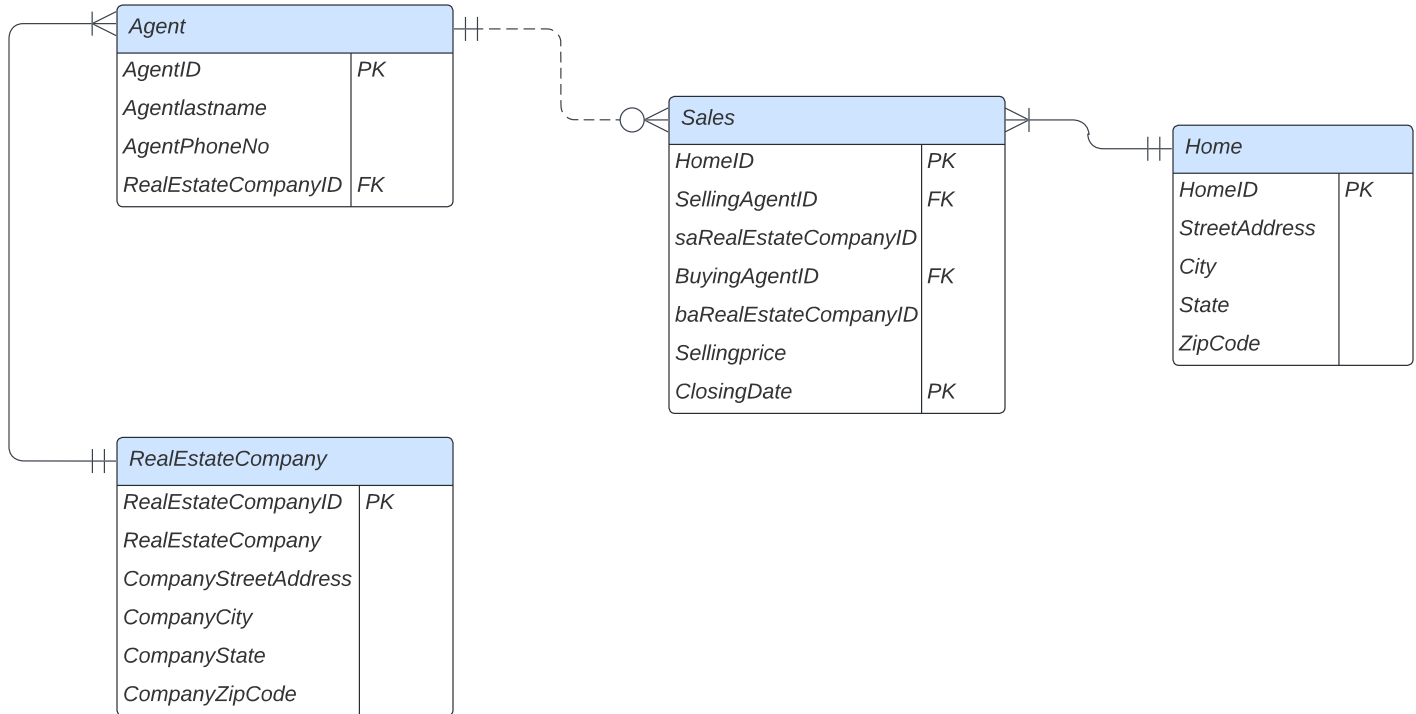 Agent
AgentID PK
Agentlastname
AgentPhoneNo
RealEstateCompanyID FK
Sales
HomeID PK
SellingAgentID FK
saRealEstateCompanyID
BuyingAgentID FK
baRealEstateCompanyID
Sellingprice
ClosingDate PK
Home
HomeID PK
StreetAddress
City
State
ZipCode
RealEstateCompany
RealEstateCompanyID PK
RealEstateCompany
CompanyStreetAddress
CompanyCity
CompanyState
CompanyZipCode